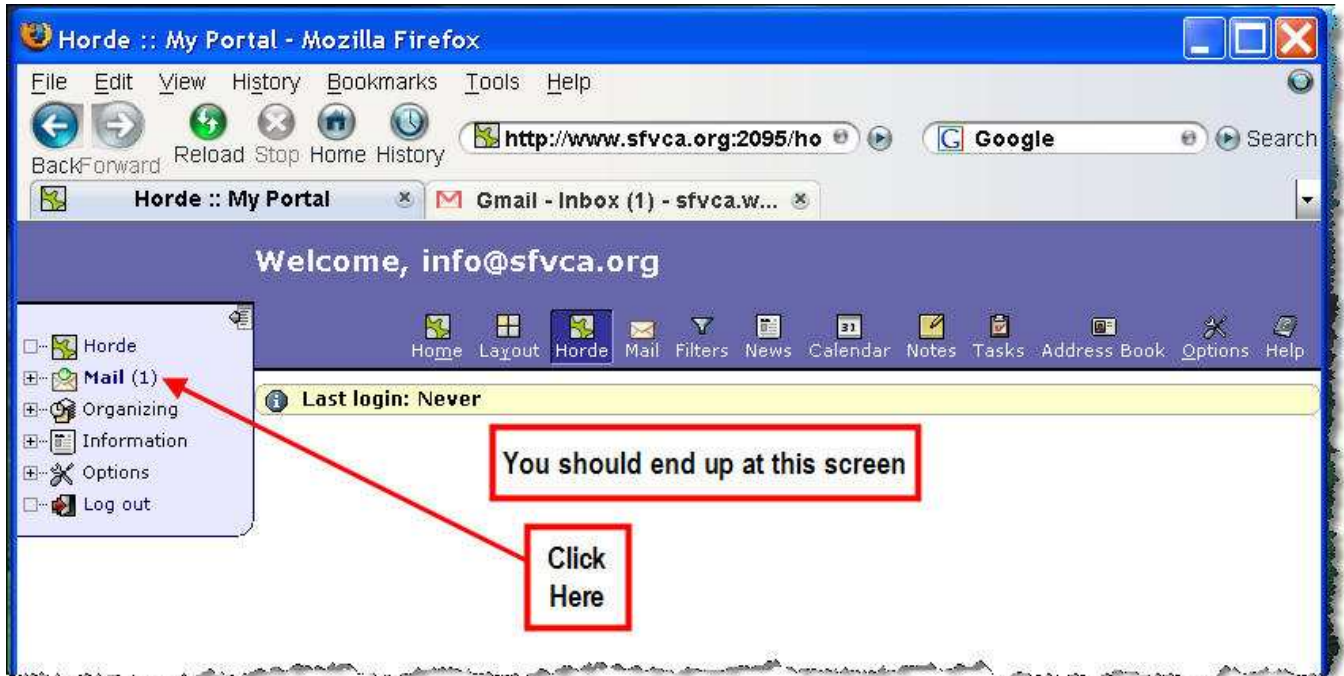 Horde :: My Portal - Mozilla Firefox
File Edit View History Bookmarks Tools Help
Back Forward Reload Stop Home History
http://www.sfvca.org:2095/ho
G Google
Search
Horde :: My Portal
Gmail - Inbox (1) - sfvca.w...
Welcome, info@sfvca.org
Home Layout Horde Mail Filters News Calendar Notes Tasks Address Book Options Help
31
Horde
Mail (1)
Organizing
Information
Options
Log out
Last login: Never
You should end up at this screen
Click
Here